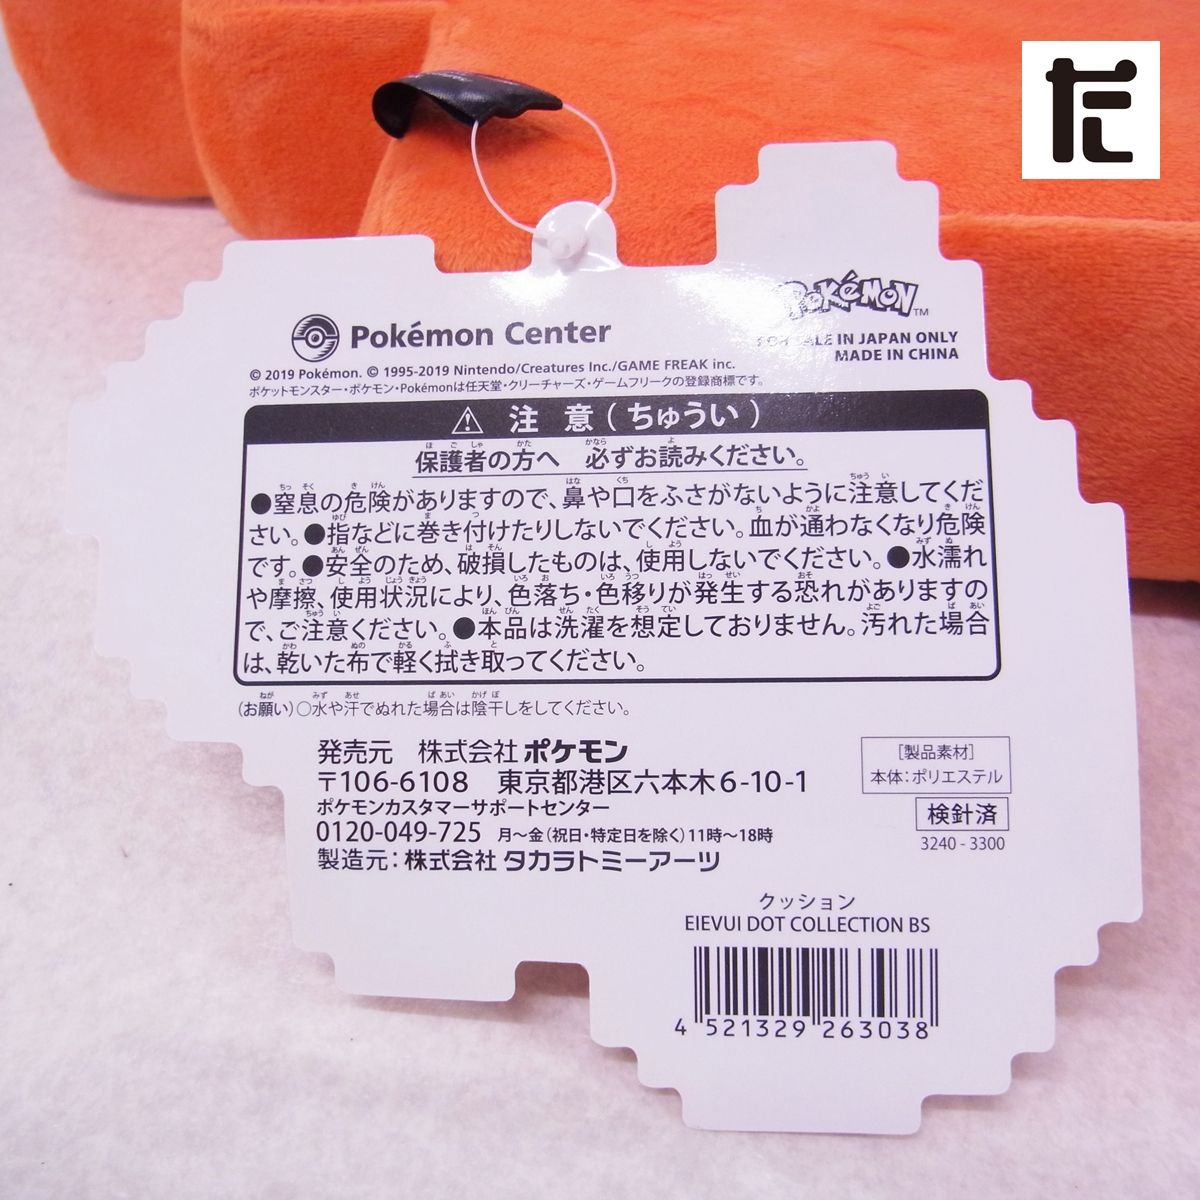 だ
Pokémon Center
POKéMON TM
FOR SALE IN JAPAN ONLY
MADE IN CHINA
© 2019 Pokémon. © 1995-2019 Nintendo/Creatures Inc./GAME FREAK inc.
ポケットモンスター・ポケモン・Pokémonは任天堂・クリーチャーズ・ゲームフリークの登録商標です。
⚠ 注 意 ( ちゅうい )
保護者の方へ 必ずお読みください。
●窒息の危険がありますので、鼻や口をふさがないように注意してくだ
さい。●指などに巻き付けたりしないでください。血が通わなくなり危険
です。●安全のため、破損したものは、使用しないでください。●水濡れ
や摩擦、使用状況により、色落ち・色移りが発生する恐れがありますの
で、ご注意ください。●本品は洗濯を想定しておりません。汚れた場合
は、乾いた布で軽く拭き取ってください。
(お願い)○水や汗でぬれた場合は陰干しをしてください。
発売元 株式会社 ポケモン
〒106-6108 東京都港区六本木6-10-1
ポケモンカスタマーサポートセンター
0120-049-725 月〜金(祝日・特定日を除く)11時〜18時
製造元:株式会社 タカラトミーアーツ
[製品素材]
本体:ポリエステル
検針済
3240 - 3300
クッション
EIEVUI DOT COLLECTION BS
4 521329 263038